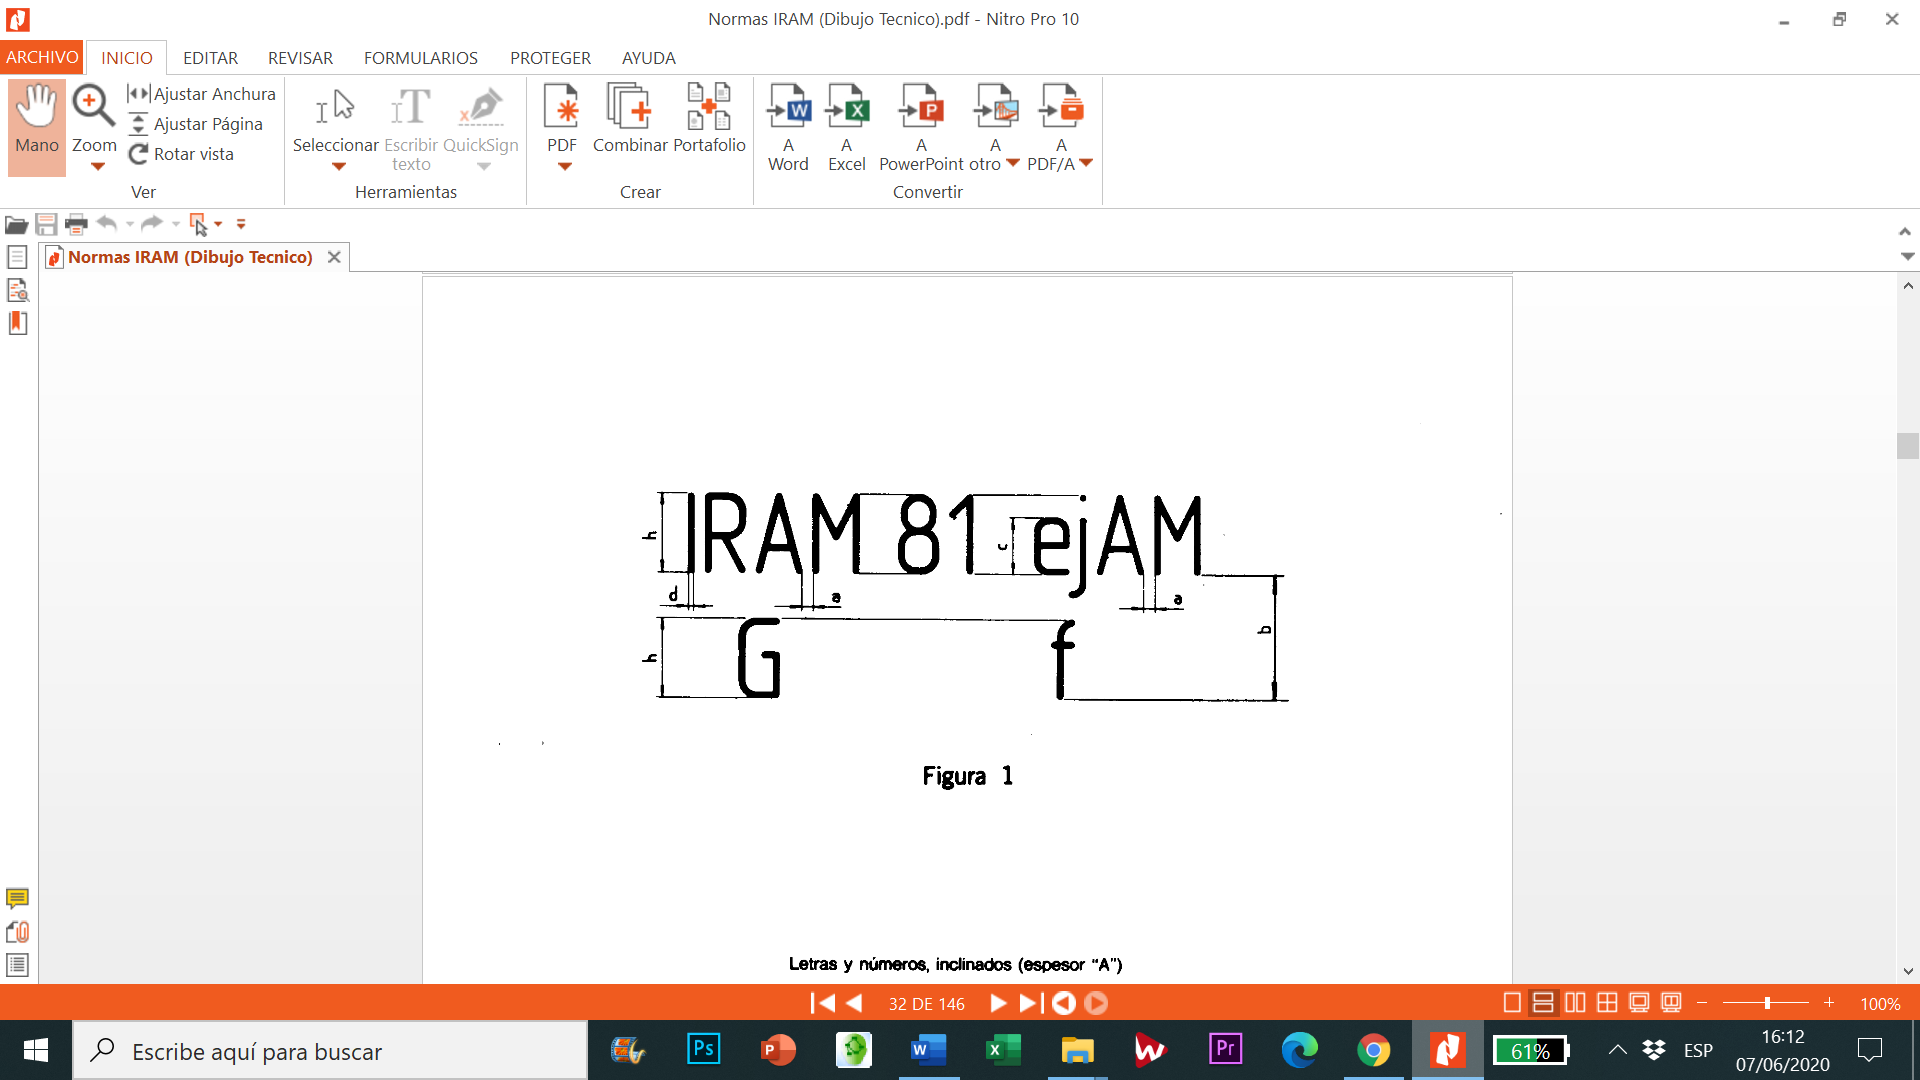 Normas IRAM (Dibujo Tecnico).pdf - Nitro Pro 10
ARCHIVO INICIO EDITAR REVISAR FORMULARIOS PROTEGER AYUDA
Mano
Zoom
Ajustar Anchura
Ajustar Página
Rotar vista
Ver
Seleccionar
Escribir texto
QuickSign
Herramientas
PDF
Combinar
Portafolio
Crear
A Word
A Excel
A PowerPoint
A otro
A PDF/A
Convertir
Normas IRAM (Dibujo Tecnico)
IRAM 81 ejAM
h
c
d
a
a
G f
h
b
Figura 1
Letras y números, inclinados (espesor "A")
32 DE 146
100%
Escribe aquí para buscar
Ps
P
W
X
Pr
61%
ESP
16:12
07/06/2020